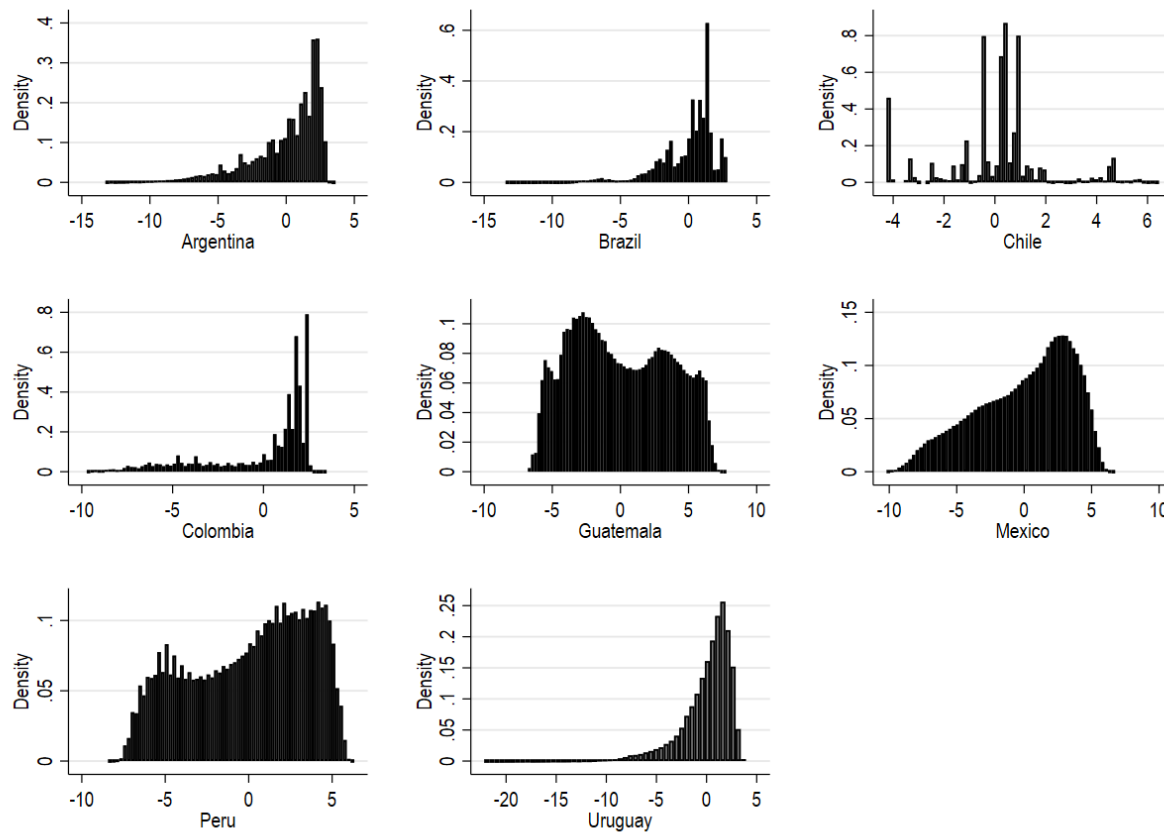 Density
0 .1 .2 .3 .4
-15 -10 -5 0 5
Argentina
Density
0 .2 .4 .6
-15 -10 -5 0 5
Brazil
Density
0 .2 .4 .6 .8
-4 -2 0 2 4 6
Chile
Density
0 .2 .4 .6 .8
-10 -5 0 5
Colombia
Density
0 .02 .04 .06 .08 .1
-10 -5 0 5 10
Guatemala
Density
0 .05 .1 .15
-10 -5 0 5 10
Mexico
Density
0 .05 .1
-10 -5 0 5
Peru
Density
0 .05 .1 .15 .2 .25
-20 -15 -10 -5 0 5
Uruguay